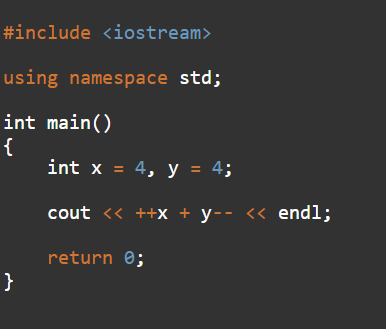 #include <iostream>
using namespace std;
int main()
{
    int x = 4, y = 4;
    cout << ++x + y-- << endl;
    return 0;
}